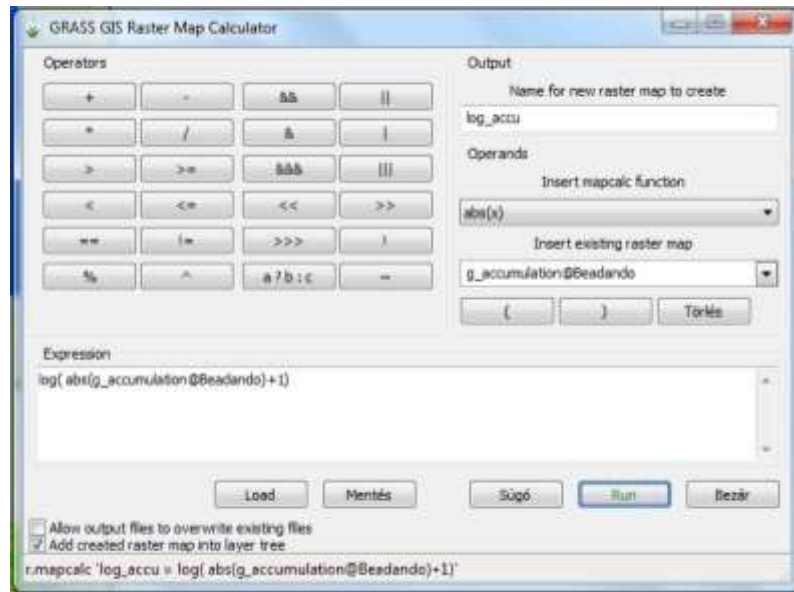 GRASS GIS Raster Map Calculator
Operators
+ - && ||
* / & |
> >= &&& |||
< <= << >>
== != >>> !
% ^ a?b:c ~
Output
Name for new raster map to create
log_accu
Operands
Insert mapcalc function
abs(x)
Insert existing raster map
g_accumulation@Beadando
( ) Törlés
Expression
log( abs(g_accumulation@Beadando)+1)
Load Mentés Súgó Run Bezár
Allow output files to overwrite existing files
Add created raster map into layer tree
r.mapcalc 'log_accu = log( abs(g_accumulation@Beadando)+1)'